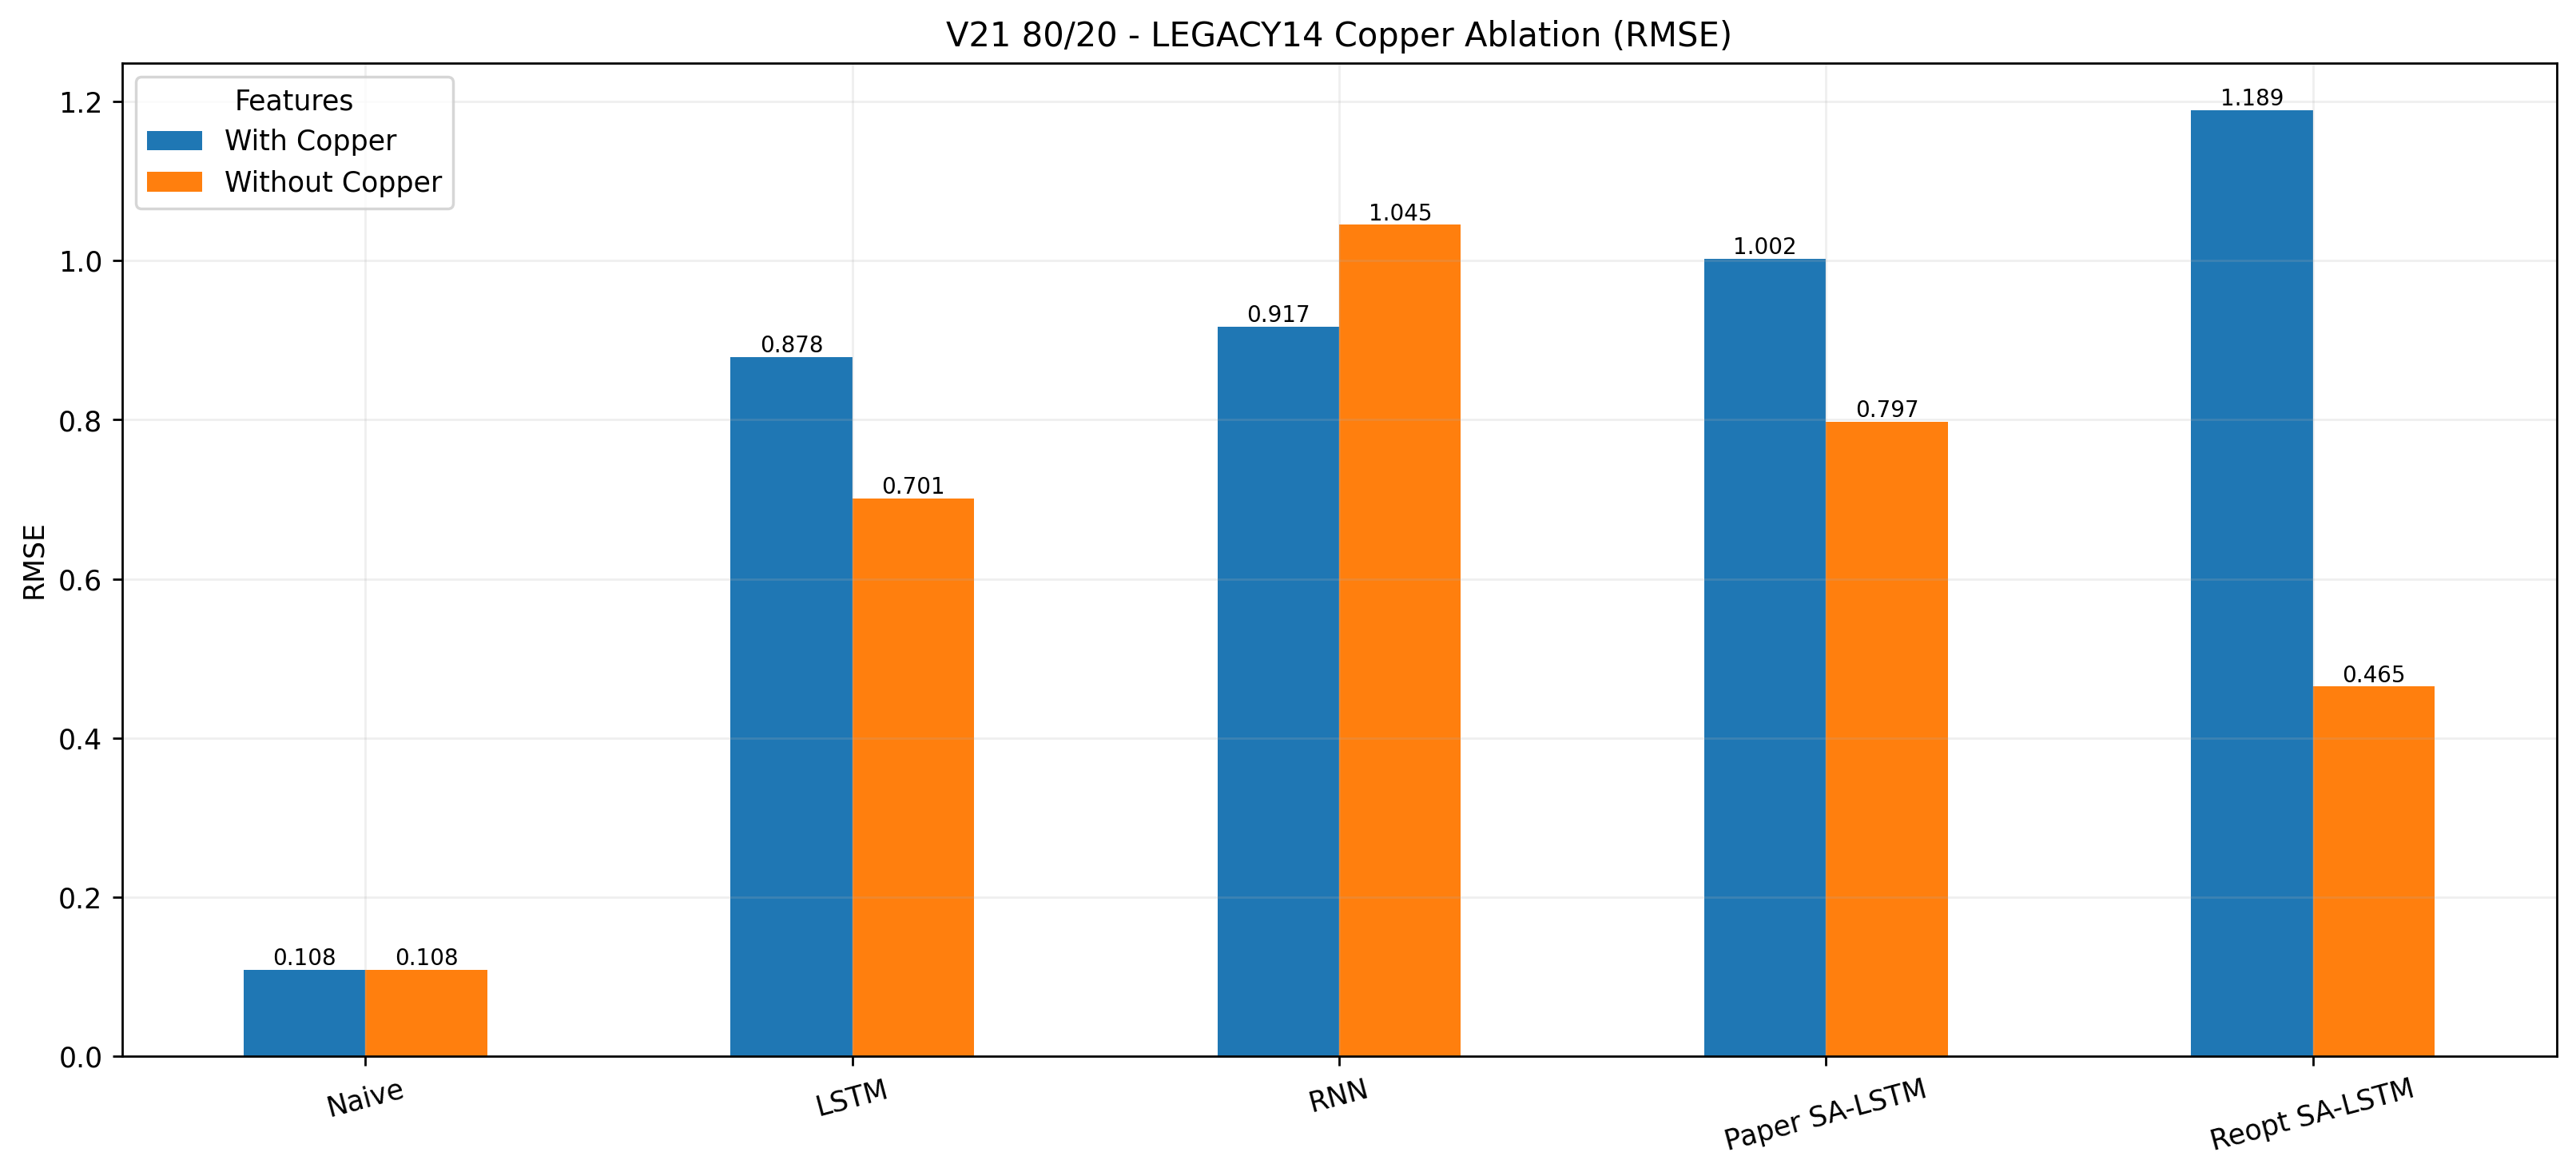 V21 80/20 - LEGACY14 Copper Ablation (RMSE)
Features
With Copper
Without Copper
RMSE
1.2
1.0
0.8
0.6
0.4
0.2
0.0
0.108
0.108
0.878
0.701
0.917
1.045
1.002
0.797
1.189
0.465
Naive
LSTM
RNN
Paper SA-LSTM
Reopt SA-LSTM